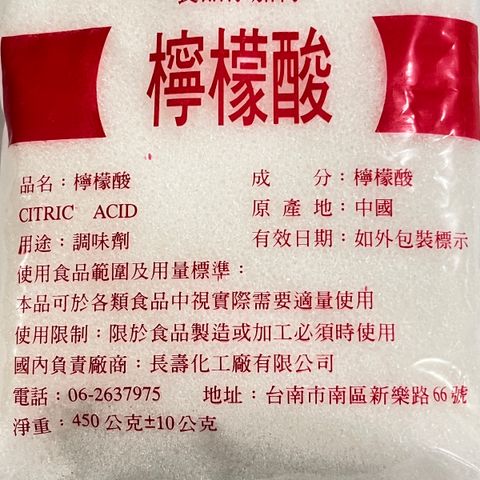 檸檬酸
品名：檸檬酸 成　分：檸檬酸
CITRIC ACID 原產地：中國
用途：調味劑 有效日期：如外包裝標示
使用食品範圍及用量標準：
本品可於各類食品中視實際需要適量使用
使用限制：限於食品製造或加工必須時使用
國內負責廠商：長壽化工廠有限公司
電話：06-2637975 地址：台南市南區新樂路66號
淨重：450公克±10公克